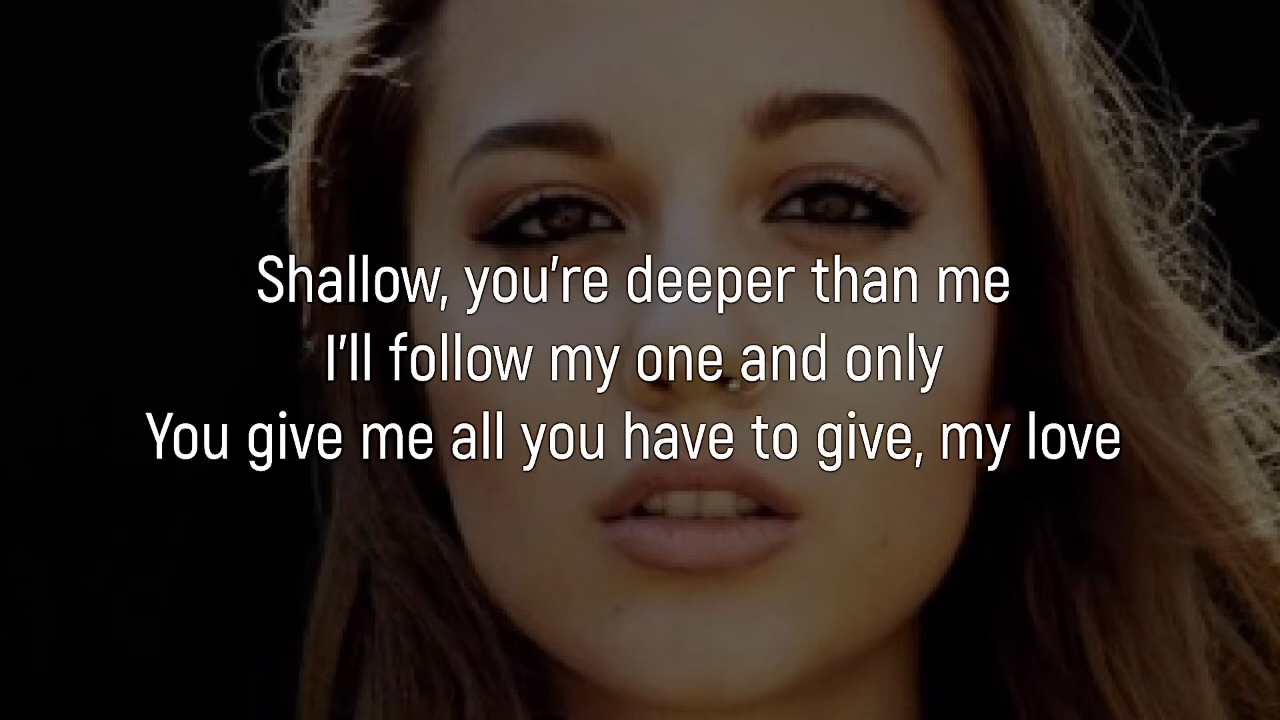 Shallow, you’re deeper than me
I’ll follow my one and only
You give me all you have to give, my love